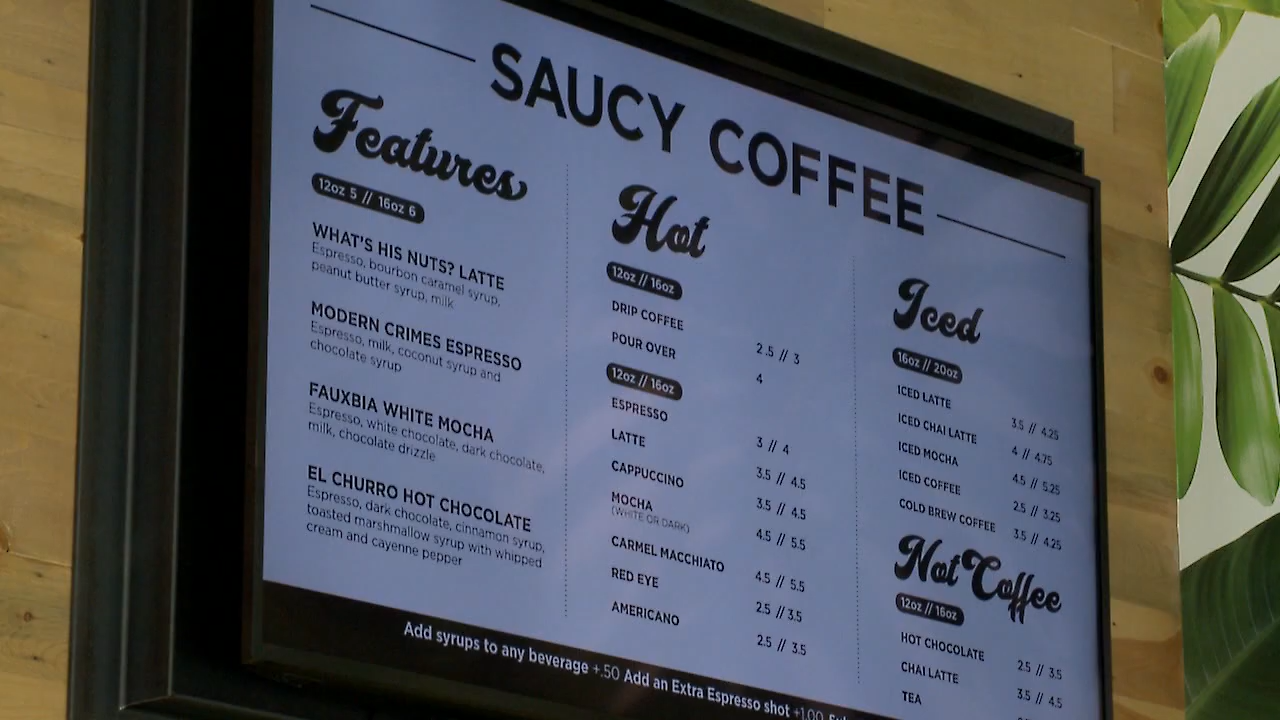 SAUCY COFFEE
Features
12oz 5 // 16oz 6
WHAT'S HIS NUTS? LATTE
Espresso, bourbon caramel syrup,
peanut butter syrup, milk
MODERN CRIMES ESPRESSO
Espresso, milk, coconut syrup and
chocolate syrup
FAUXBIA WHITE MOCHA
Espresso, white chocolate, dark chocolate,
milk, chocolate drizzle
EL CHURRO HOT CHOCOLATE
Espresso, dark chocolate, cinnamon syrup,
toasted marshmallow syrup with whipped
cream and cayenne pepper
Hot
12oz // 16oz
DRIP COFFEE 2.5 // 3
POUR OVER 4
12oz // 16oz
ESPRESSO 3 // 4
LATTE 3.5 // 4.5
CAPPUCCINO 3.5 // 4.5
MOCHA 4.5 // 5.5
(WHITE OR DARK)
CARMEL MACCHIATO 4.5 // 5.5
RED EYE 2.5 // 3.5
AMERICANO 2.5 // 3.5
Iced
16oz // 20oz
ICED LATTE 3.5 // 4.25
ICED CHAI LATTE 4 // 4.75
ICED MOCHA 4.5 // 5.25
ICED COFFEE 2.5 // 3.25
COLD BREW COFFEE 3.5 // 4.25
Not Coffee
12oz // 16oz
HOT CHOCOLATE 2.5 // 3.5
CHAI LATTE 3.5 // 4.5
TEA
Add syrups to any beverage +.50 Add an Extra Espresso shot +1.00